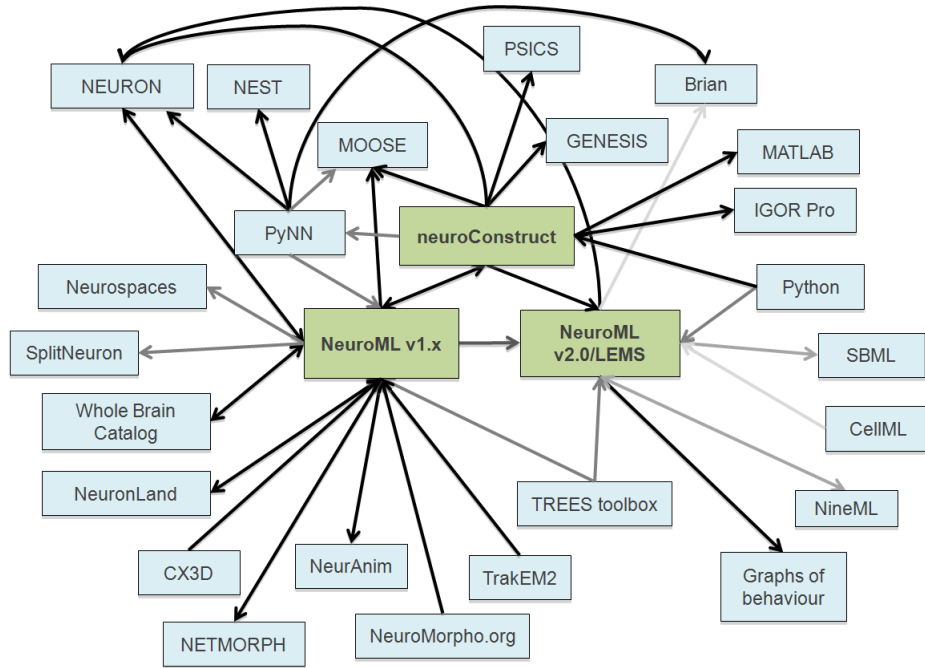 PSICS
NEURON
NEST
Brian
MOOSE
GENESIS
MATLAB
IGOR Pro
PyNN
neuroConstruct
Neurospaces
Python
NeuroML v1.x
NeuroML
v2.0/LEMS
SplitNeuron
SBML
Whole Brain
Catalog
CellML
NeuronLand
TREES toolbox
NineML
CX3D
NeurAnim
TrakEM2
Graphs of
behaviour
NETMORPH
NeuroMorpho.org